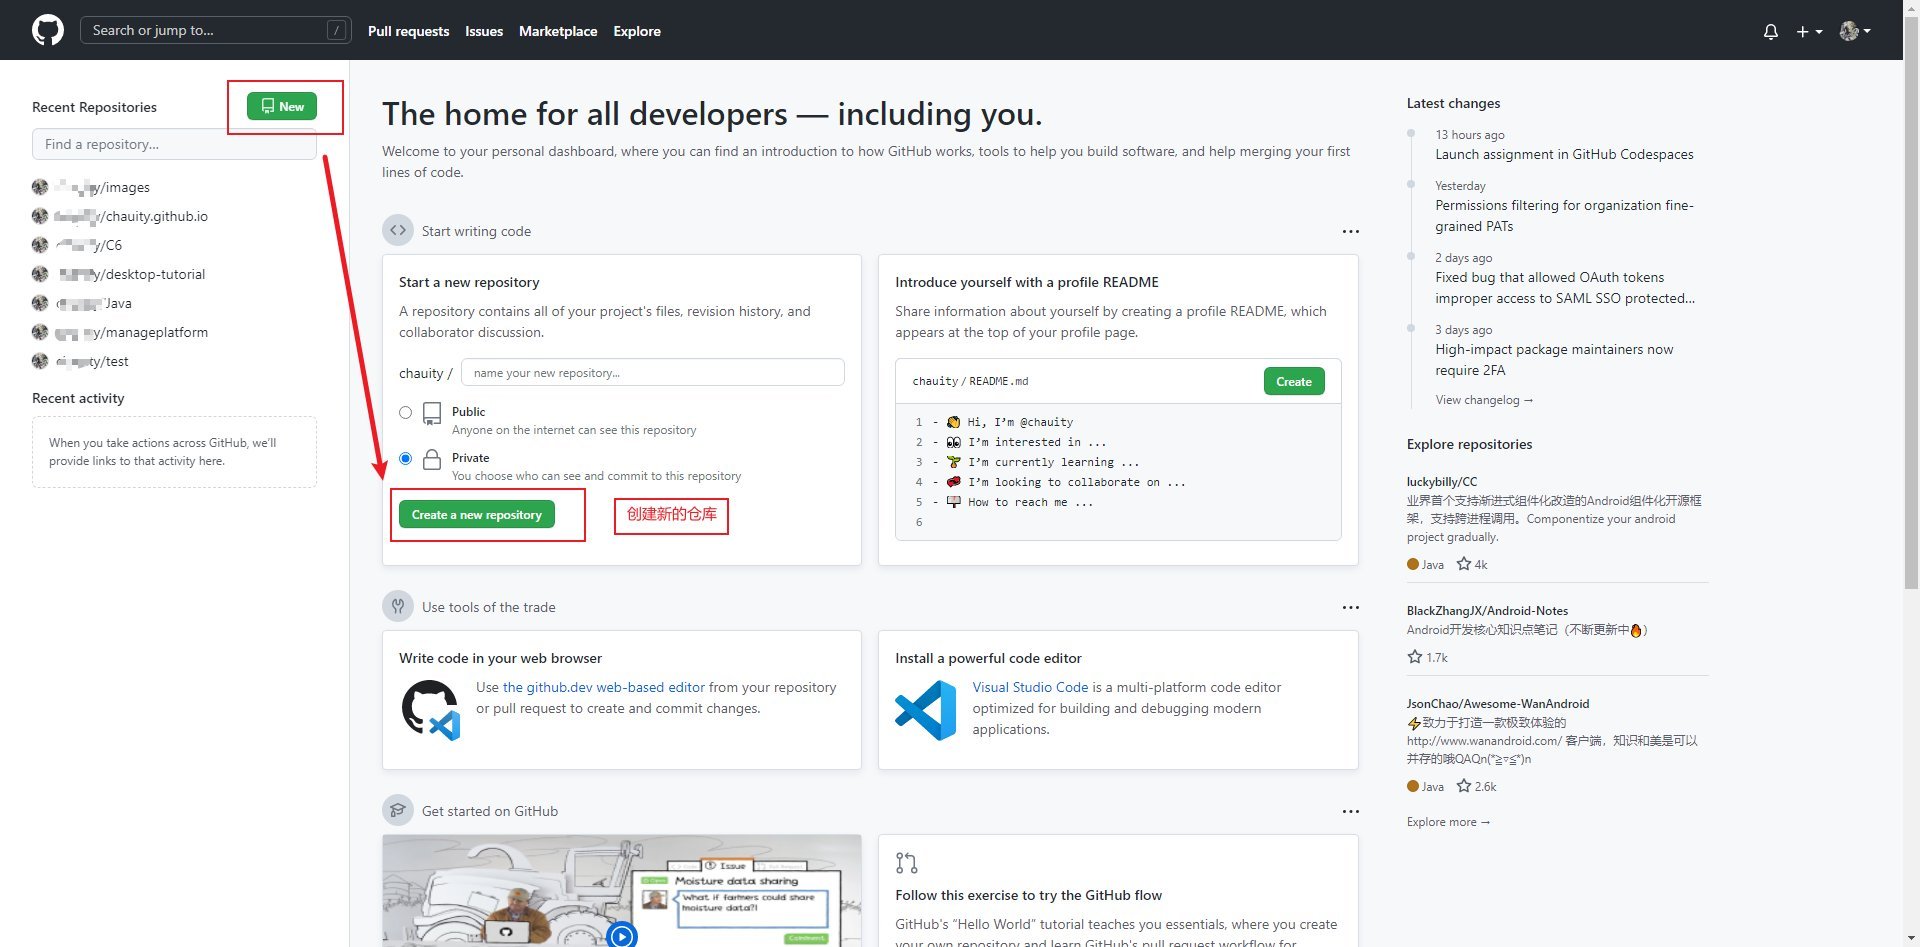 Search or jump to...
/
Pull requests
Issues
Marketplace
Explore
Recent Repositories
New
Find a repository...
y/images
/chauity.github.io
y/C6
y/desktop-tutorial
Java
y/manageplatform
ty/test
Recent activity
When you take actions across GitHub, we'll
provide links to that activity here.
The home for all developers — including you.
Welcome to your personal dashboard, where you can find an introduction to how GitHub works, tools to help you build software, and help merging your first
lines of code.
Start writing code
Start a new repository
A repository contains all of your project's files, revision history, and
collaborator discussion.
chauity /
name your new repository...
Public
Anyone on the internet can see this repository
Private
You choose who can see and commit to this repository
Create a new repository
创建新的仓库
Introduce yourself with a profile README
Share information about yourself by creating a profile README, which
appears at the top of your profile page.
chauity / README.md
Create
1 - 👋 Hi, I'm @chauity
2 - 👀 I'm interested in ...
3 - 🌱 I'm currently learning ...
4 - 💞️ I'm looking to collaborate on ...
5 - 📫 How to reach me ...
6
Use tools of the trade
Write code in your web browser
Use the github.dev web-based editor from your repository
or pull request to create and commit changes.
Install a powerful code editor
Visual Studio Code is a multi-platform code editor
optimized for building and debugging modern
applications.
Get started on GitHub
Issue
Moisture data sharing
What if farmers could share
moisture data?!
Comment
Follow this exercise to try the GitHub flow
GitHub's "Hello World" tutorial teaches you essentials, where you create
your own repository and learn GitHub's pull request workflow for
Latest changes
13 hours ago
Launch assignment in GitHub Codespaces
Yesterday
Permissions filtering for organization fine-
grained PATs
2 days ago
Fixed bug that allowed OAuth tokens
improper access to SAML SSO protected...
3 days ago
High-impact package maintainers now
require 2FA
View changelog →
Explore repositories
luckybilly/CC
业界首个支持渐进式组件化改造的Android组件化开源框
架，支持跨进程调用。Componentize your android
project gradually.
Java
4k
BlackZhangJX/Android-Notes
Android开发核心知识点笔记（不断更新中🔥）
1.7k
JsonChao/Awesome-WanAndroid
⚡致力于打造一款极致体验的
http://www.wanandroid.com/ 客户端，知识和美是可以
并存的哦QAQn(*≧▽≦*)n
Java
2.6k
Explore more →